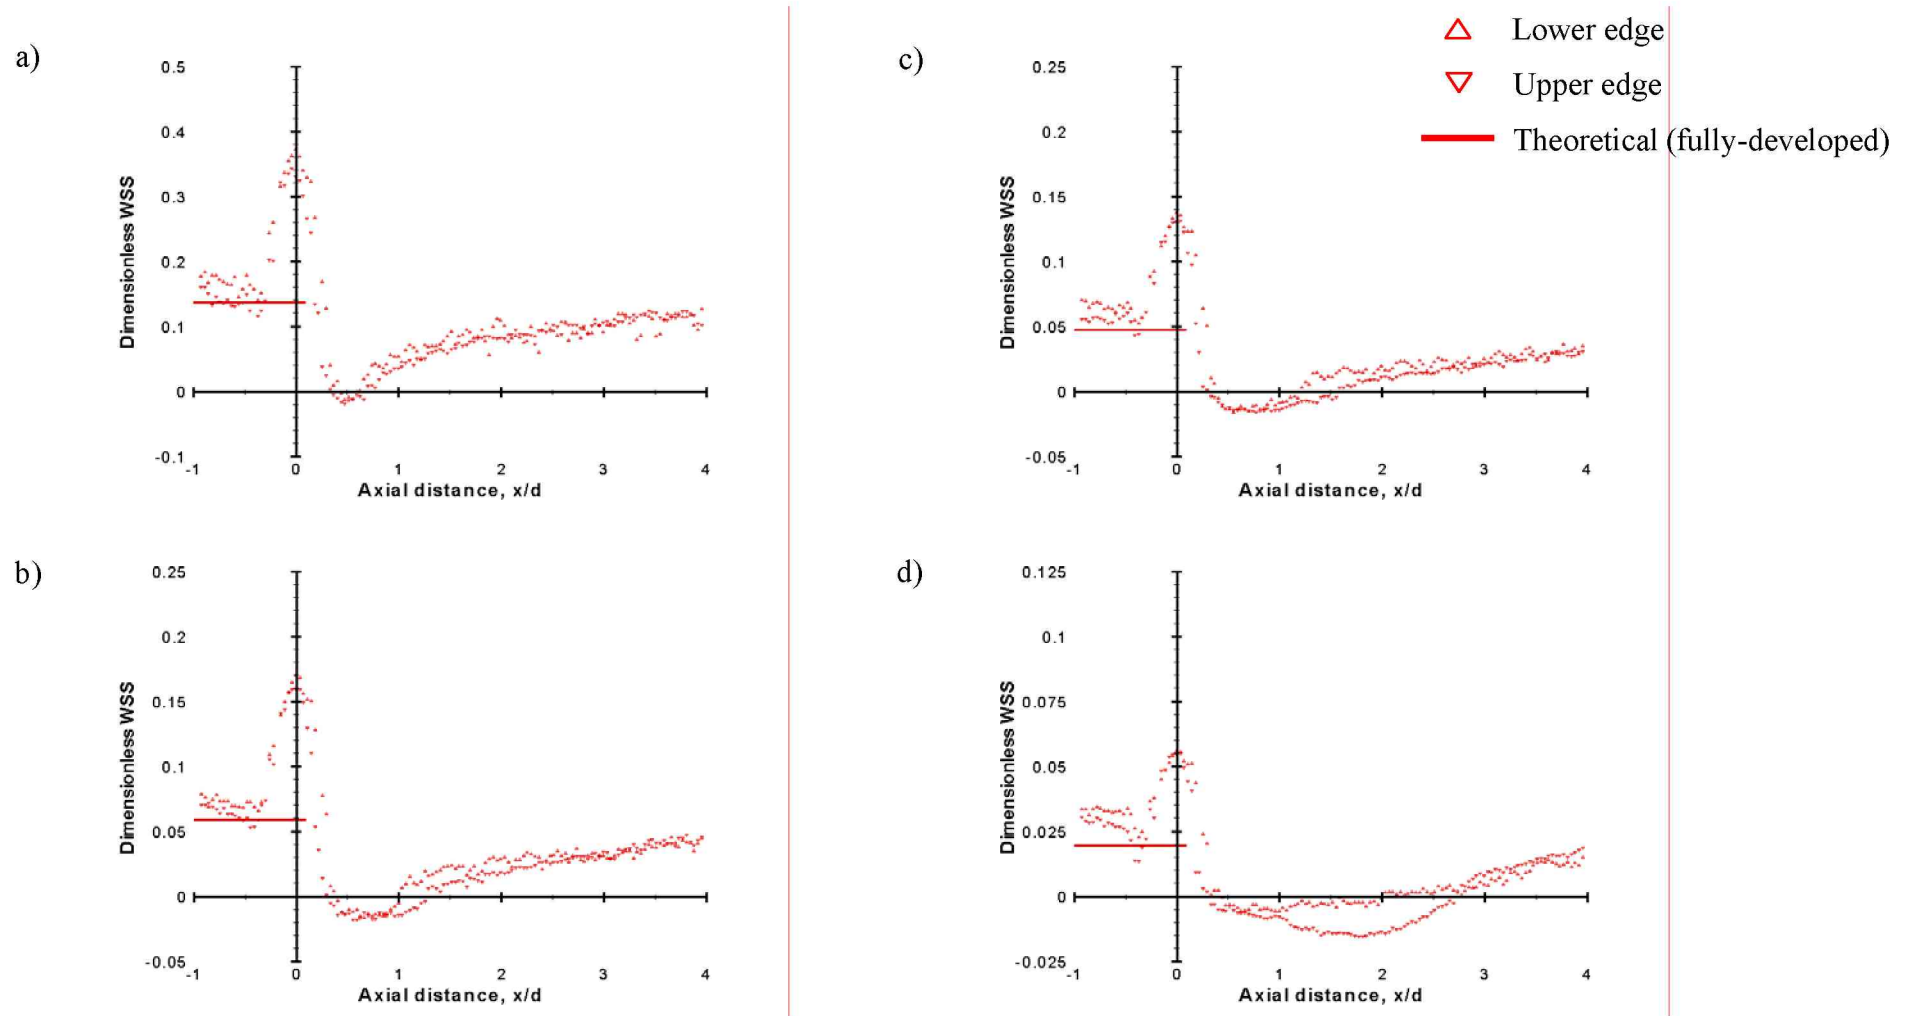 a)
0.5
0.4
0.3
0.2
0.1
0
-0.1
-1 0 1 2 3 4
Dimensionless WSS
Axial distance, x/d
c)
0.25
0.2
0.15
0.1
0.05
0
-0.05
-1 0 1 2 3 4
Dimensionless WSS
Axial distance, x/d
Lower edge
Upper edge
Theoretical (fully-developed)
b)
0.25
0.2
0.15
0.1
0.05
0
-0.05
-1 0 1 2 3 4
Dimensionless WSS
Axial distance, x/d
d)
0.125
0.1
0.075
0.05
0.025
0
-0.025
-1 0 1 2 3 4
Dimensionless WSS
Axial distance, x/d